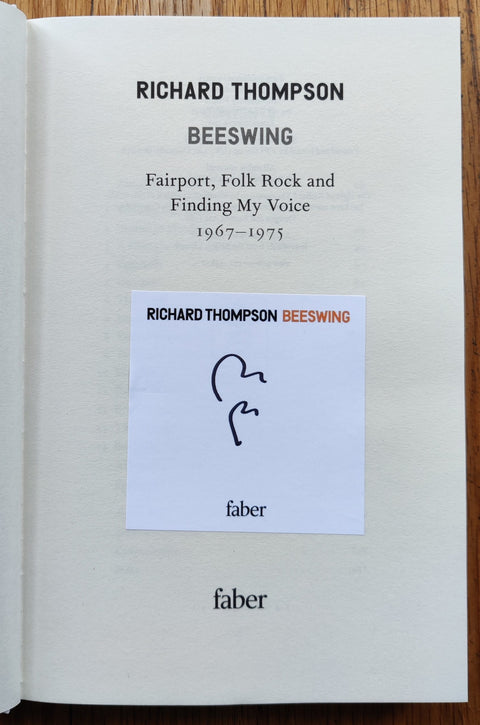 RICHARD THOMPSON
BEESWING
Fairport, Folk Rock and
Finding My Voice
1967–1975
RICHARD THOMPSON BEESWING
faber
faber